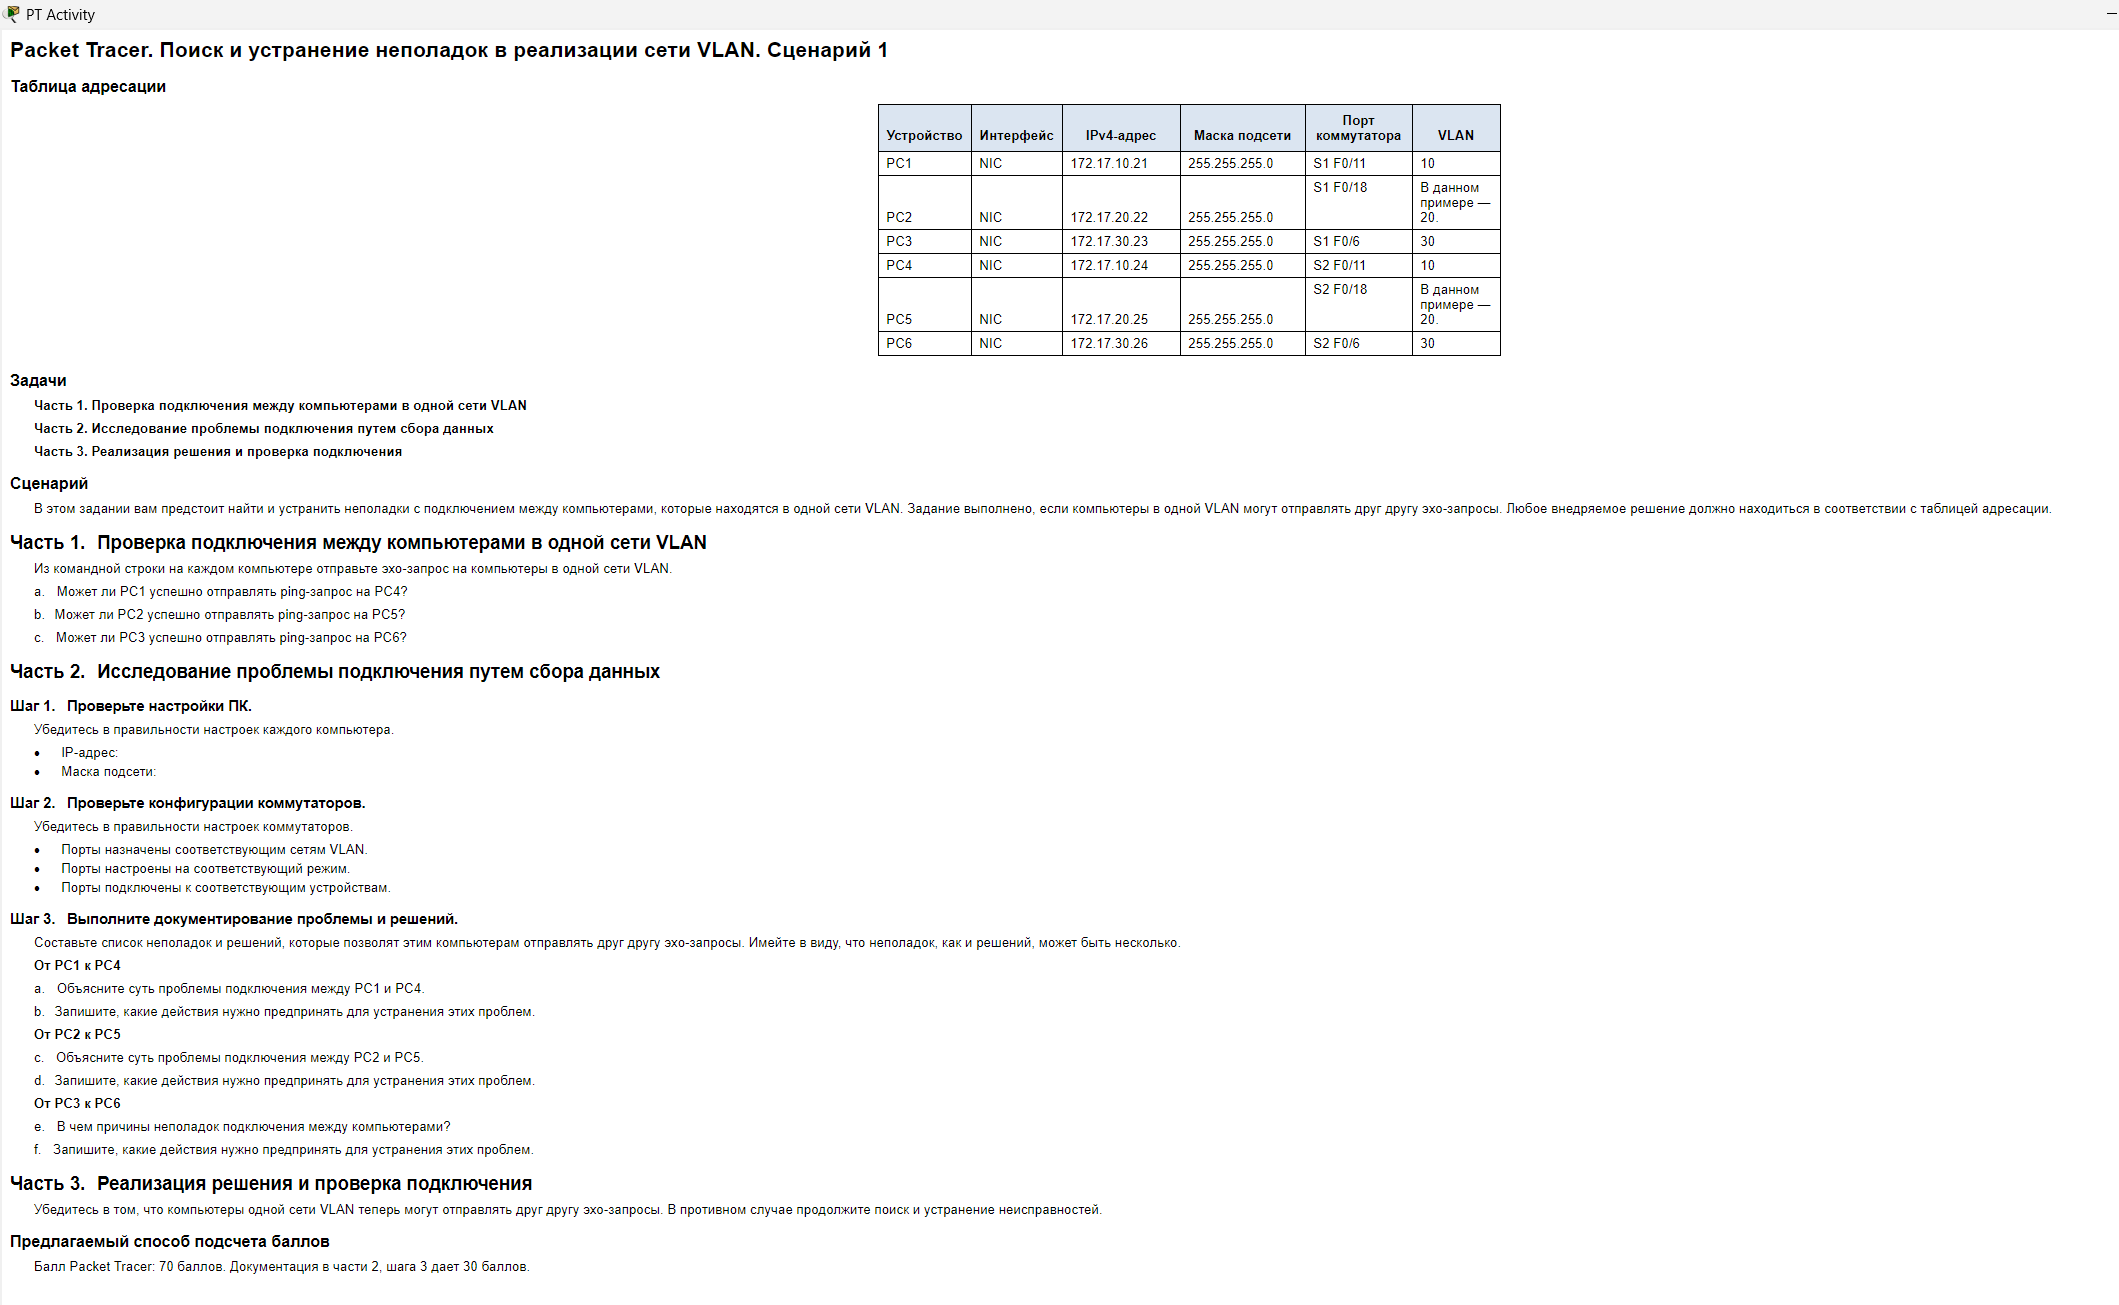 PT Activity
Packet Tracer. Поиск и устранение неполадок в реализации сети VLAN. Сценарий 1
Таблица адресации
Устройство Интерфейс IPv4-адрес Маска подсети Порт коммутатора VLAN
PC1 NIC 172.17.10.21 255.255.255.0 S1 F0/11 10
PC2 NIC 172.17.20.22 255.255.255.0 S1 F0/18 В данном примере — 20.
PC3 NIC 172.17.30.23 255.255.255.0 S1 F0/6 30
PC4 NIC 172.17.10.24 255.255.255.0 S2 F0/11 10
PC5 NIC 172.17.20.25 255.255.255.0 S2 F0/18 В данном примере — 20.
PC6 NIC 172.17.30.26 255.255.255.0 S2 F0/6 30
Задачи
Часть 1. Проверка подключения между компьютерами в одной сети VLAN
Часть 2. Исследование проблемы подключения путем сбора данных
Часть 3. Реализация решения и проверка подключения
Сценарий
В этом задании вам предстоит найти и устранить неполадки с подключением между компьютерами, которые находятся в одной сети VLAN. Задание выполнено, если компьютеры в одной VLAN могут отправлять друг другу эхо-запросы. Любое внедряемое решение должно находиться в соответствии с таблицей адресации.
Часть 1. Проверка подключения между компьютерами в одной сети VLAN
Из командной строки на каждом компьютере отправьте эхо-запрос на компьютеры в одной сети VLAN.
a. Может ли PC1 успешно отправлять ping-запрос на PC4?
b. Может ли PC2 успешно отправлять ping-запрос на PC5?
c. Может ли PC3 успешно отправлять ping-запрос на PC6?
Часть 2. Исследование проблемы подключения путем сбора данных
Шаг 1. Проверьте настройки ПК.
Убедитесь в правильности настроек каждого компьютера.
• IP-адрес:
• Маска подсети:
Шаг 2. Проверьте конфигурации коммутаторов.
Убедитесь в правильности настроек коммутаторов.
• Порты назначены соответствующим сетям VLAN.
• Порты настроены на соответствующий режим.
• Порты подключены к соответствующим устройствам.
Шаг 3. Выполните документирование проблемы и решений.
Составьте список неполадок и решений, которые позволят этим компьютерам отправлять друг другу эхо-запросы. Имейте в виду, что неполадок, как и решений, может быть несколько.
От PC1 к PC4
a. Объясните суть проблемы подключения между PC1 и PC4.
b. Запишите, какие действия нужно предпринять для устранения этих проблем.
От PC2 к PC5
c. Объясните суть проблемы подключения между PC2 и PC5.
d. Запишите, какие действия нужно предпринять для устранения этих проблем.
От PC3 к PC6
e. В чем причины неполадок подключения между компьютерами?
f. Запишите, какие действия нужно предпринять для устранения этих проблем.
Часть 3. Реализация решения и проверка подключения
Убедитесь в том, что компьютеры одной сети VLAN теперь могут отправлять друг другу эхо-запросы. В противном случае продолжите поиск и устранение неисправностей.
Предлагаемый способ подсчета баллов
Балл Packet Tracer: 70 баллов. Документация в части 2, шага 3 дает 30 баллов.